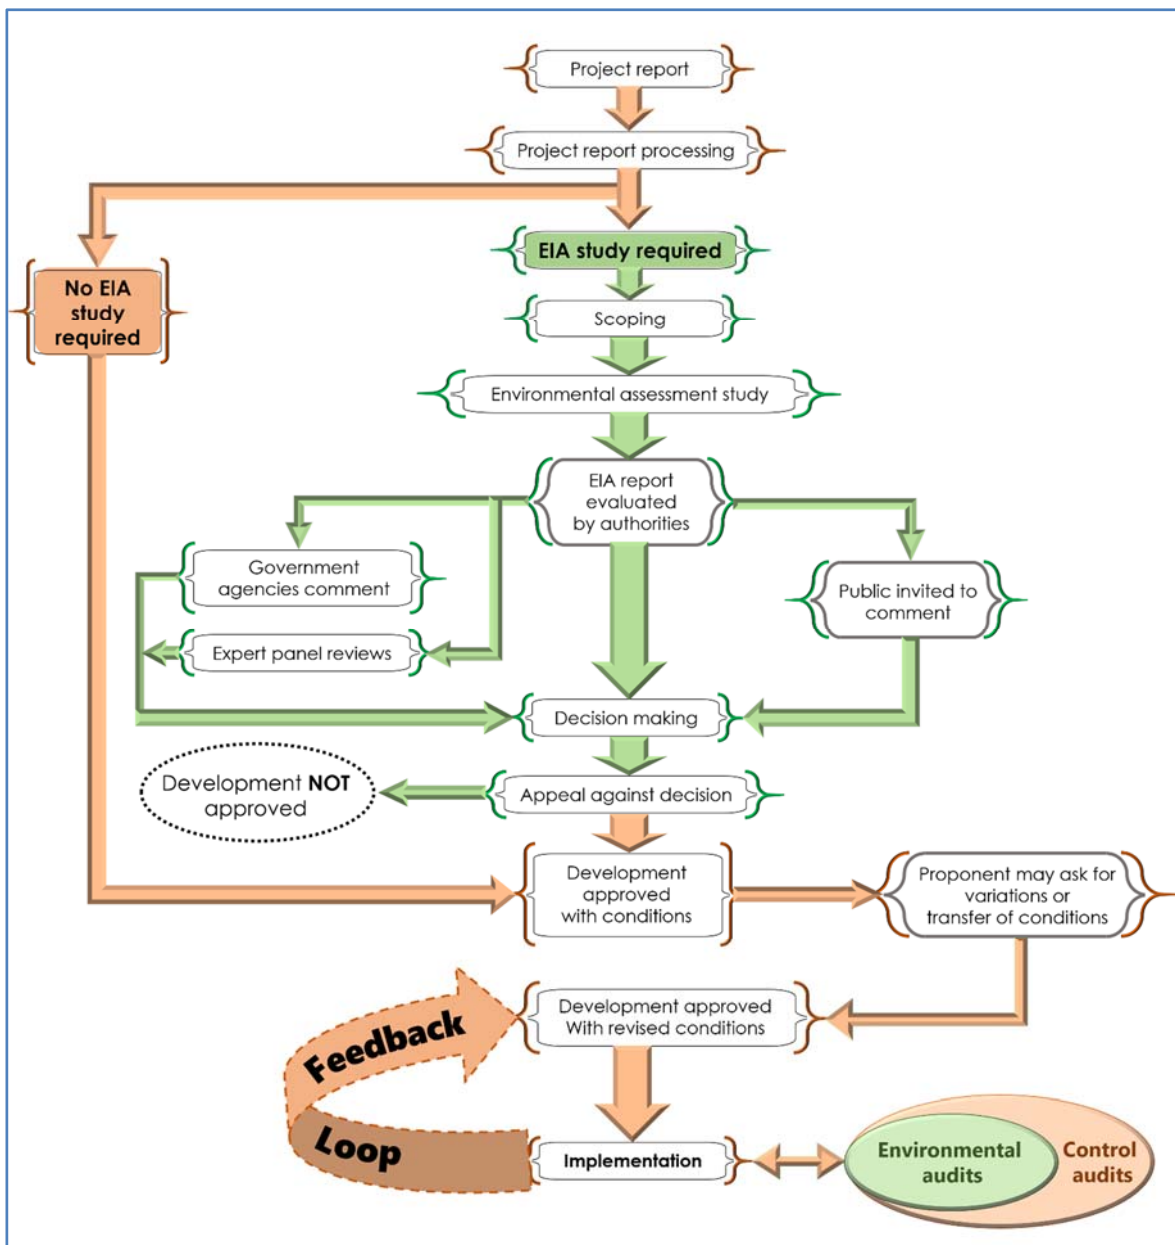 Project report
Project report processing
EIA study required
No EIA
study
required
Scoping
Environmental assessment study
EIA report
evaluated
by authorities
Government
agencies comment
Public invited to
comment
Expert panel reviews
Decision making
Development NOT
approved
Appeal against decision
Development
approved
with conditions
Proponent may ask for
variations or
transfer of conditions
Development approved
With revised conditions
Feedback
Loop
Implementation
Environmental
audits
Control
audits